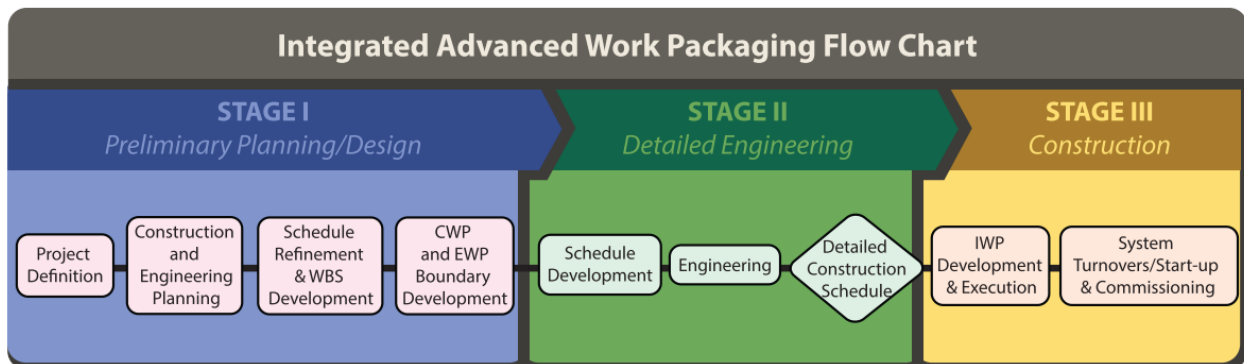 Integrated Advanced Work Packaging Flow Chart
STAGE I
Preliminary Planning/Design
STAGE II
Detailed Engineering
STAGE III
Construction
Project
Definition
Construction
and
Engineering
Planning
Schedule
Refinement
& WBS
Development
CWP
and EWP
Boundary
Development
Schedule
Development
Engineering
Detailed
Construction
Schedule
IWP
Development
& Execution
System
Turnovers/Start-up
& Commissioning